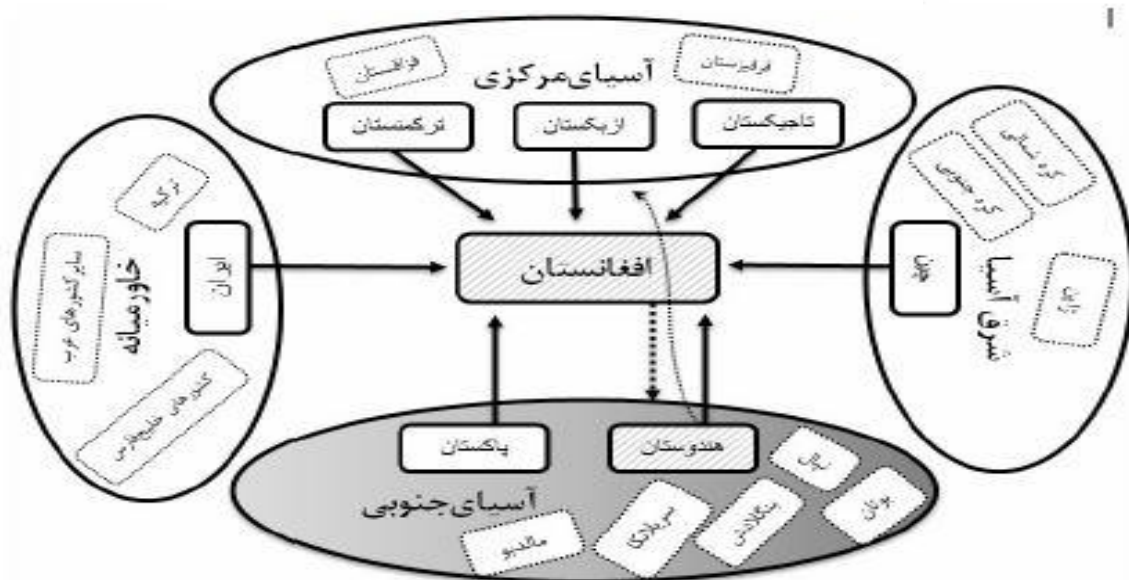 آسیای مرکزی
قرقیزستان
قزاقستان
تاجیکستان
ازبکستان
ترکمنستان
شرق آسیا
کره شمالی
کره جنوبی
چین
ژاپن
افغانستان
خاورمیانه
ترکیه
ایران
سایر کشورهای عرب
کشورهای خلیج‌فارس
آسیای‌جنوبی
هندوستان
پاکستان
نپال
بوتان
بنگلادش
سریلانکا
مالدیو